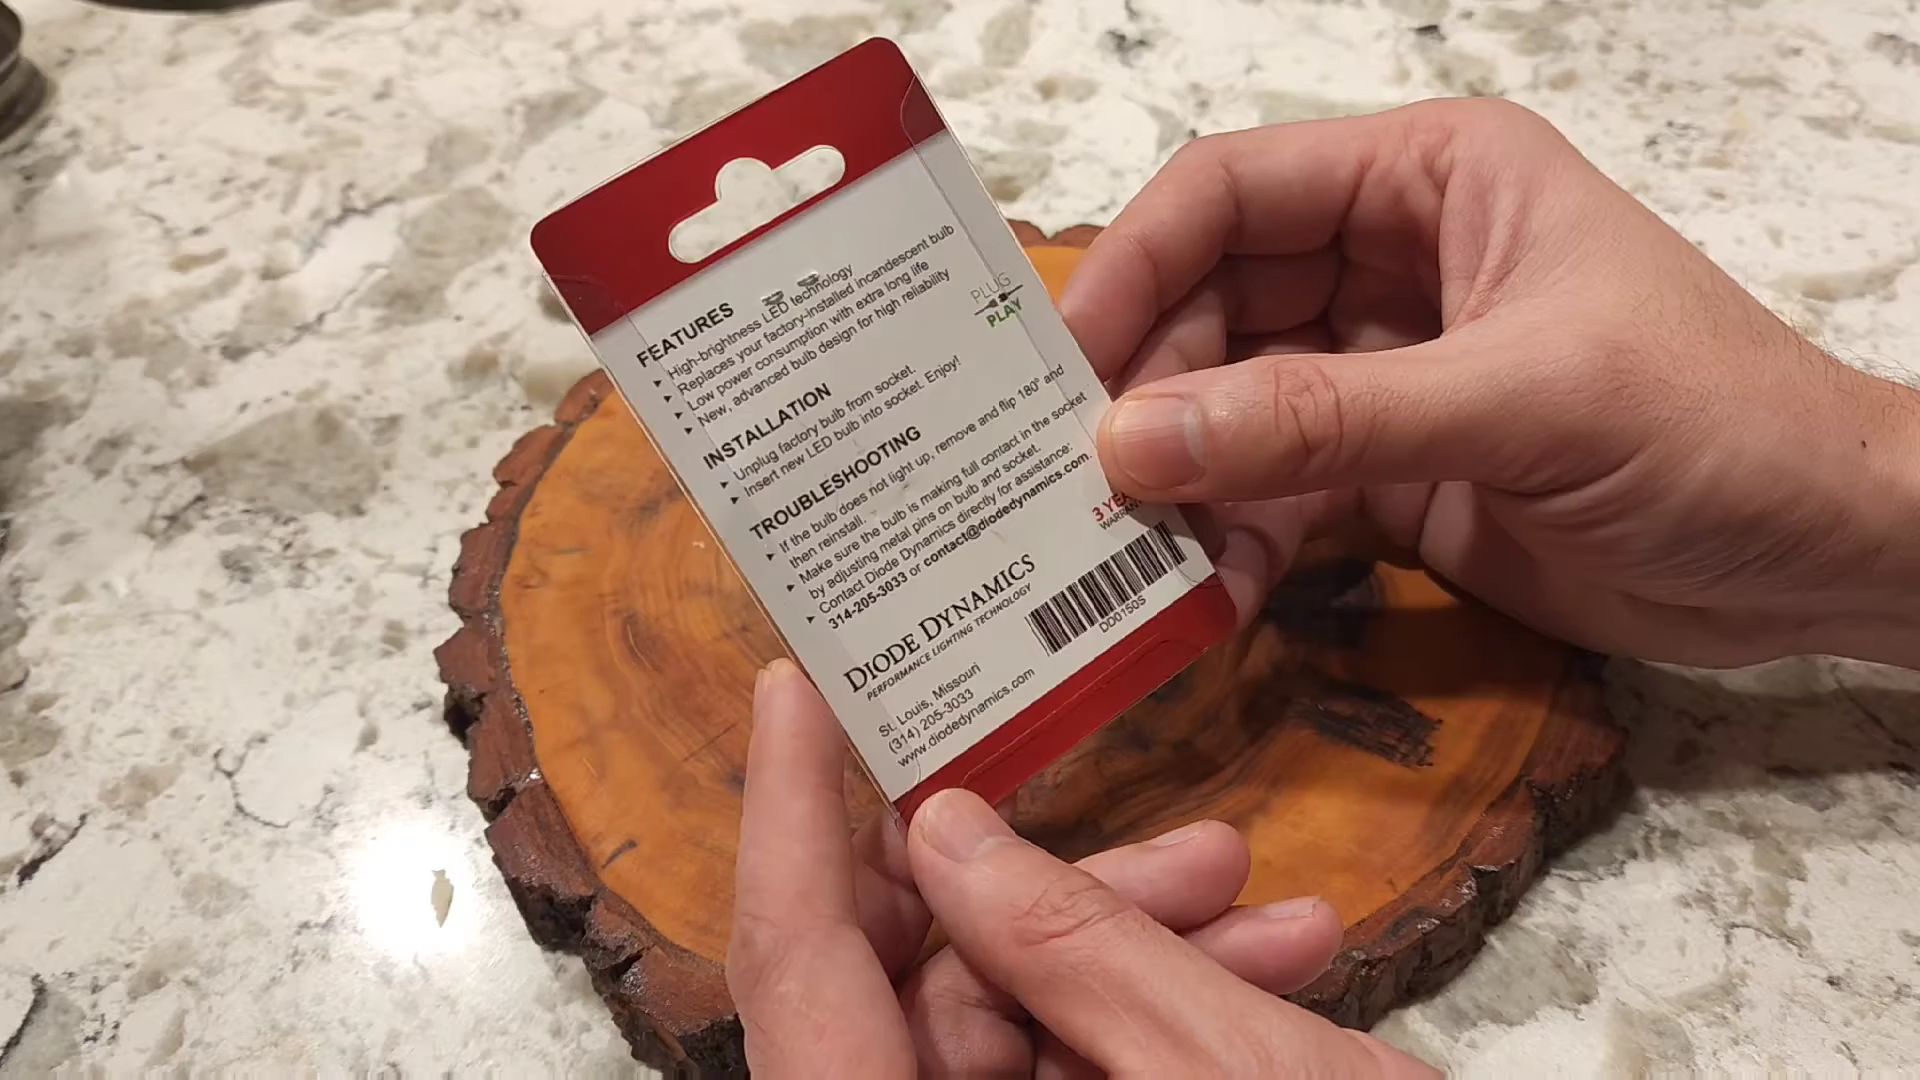 FEATURES
► High-brightness LED technology
► Replaces your factory-installed incandescent bulb
► Low power consumption with extra long life
► New, advanced bulb design for high reliability
PLUG
PLAY
INSTALLATION
► Unplug factory bulb from socket.
► Insert new LED bulb into socket. Enjoy!
TROUBLESHOOTING
► If the bulb does not light up, remove and flip 180° and
then reinstall.
► Make sure the bulb is making full contact in the socket
by adjusting metal pins on bulb and socket.
► Contact Diode Dynamics directly for assistance:
314-205-3033 or contact@diodedynamics.com.
3
DIODE DYNAMICS
PERFORMANCE LIGHTING TECHNOLOGY
DD0150S
St. Louis, Missouri
(314) 205-3033
www.diodedynamics.com